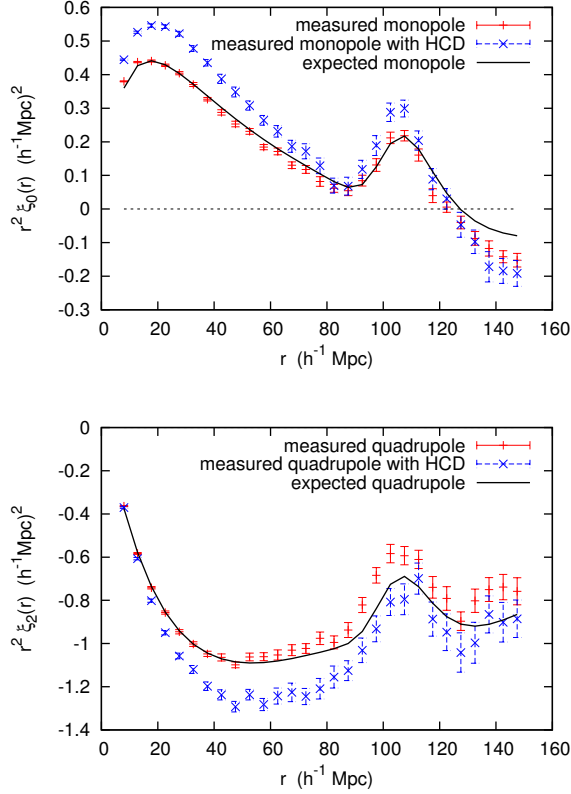 measured monopole
measured monopole with HCD
expected monopole
r² ξ₀(r) (h⁻¹Mpc)²
0.6
0.5
0.4
0.3
0.2
0.1
0
-0.1
-0.2
-0.3
0 20 40 60 80 100 120 140 160
r (h⁻¹ Mpc)
measured quadrupole
measured quadrupole with HCD
expected quadrupole
r² ξ₂(r) (h⁻¹Mpc)²
0
-0.2
-0.4
-0.6
-0.8
-1
-1.2
-1.4
0 20 40 60 80 100 120 140 160
r (h⁻¹ Mpc)